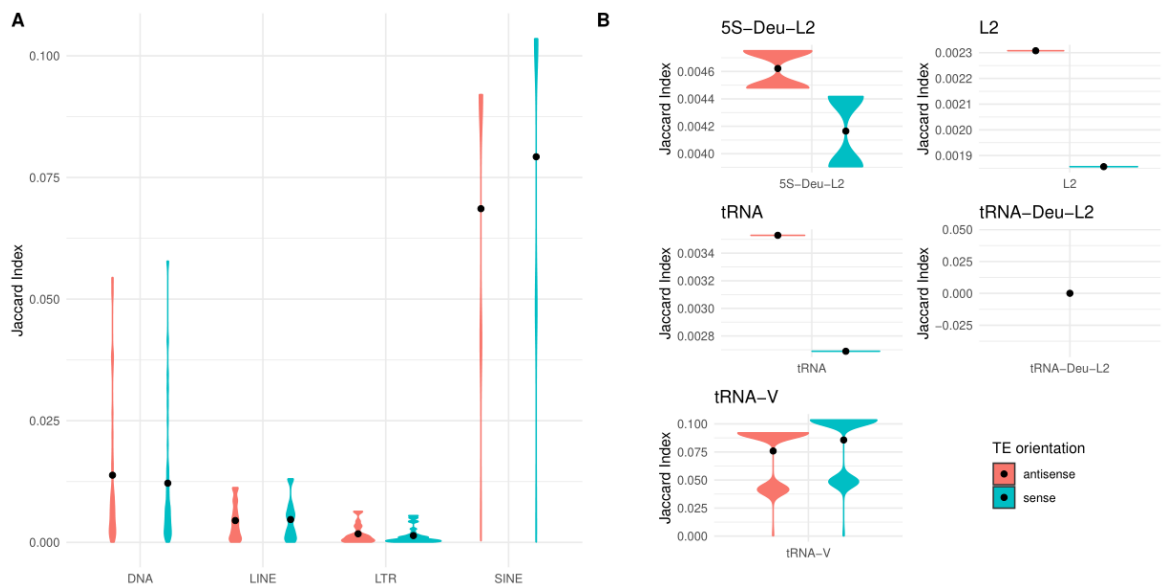 A
Jaccard Index
0.100
0.075
0.050
0.025
0.000
DNA
LINE
LTR
SINE
B
5S−Deu−L2
Jaccard Index
0.0046
0.0044
0.0042
0.0040
5S−Deu−L2
L2
Jaccard Index
0.0023
0.0022
0.0021
0.0020
0.0019
L2
tRNA
Jaccard Index
0.0034
0.0032
0.0030
0.0028
tRNA
tRNA−Deu−L2
Jaccard Index
0.050
0.025
0.000
−0.025
tRNA−Deu−L2
tRNA−V
Jaccard Index
0.100
0.075
0.050
0.025
0.000
tRNA−V
TE orientation
antisense
sense